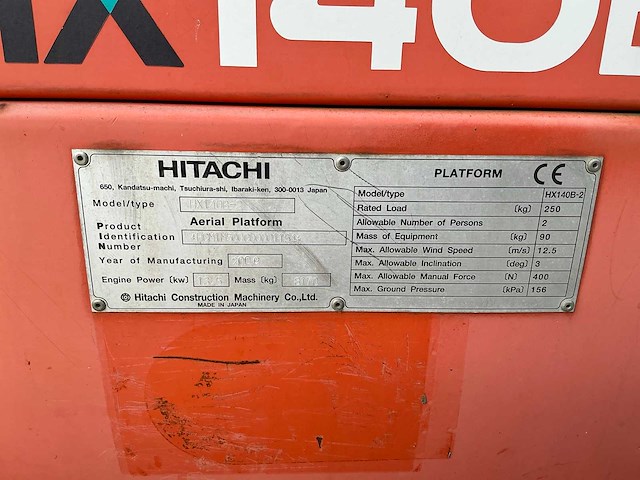 HX140B
HITACHI
650, Kandatsu-machi, Tsuchiura-shi, Ibaraki-ken, 300-0013 Japan
Model/type
Aerial Platform
Product
Identification
Number
Year of Manufacturing
Engine Power (kw) Mass (kg)
Hitachi Construction Machinery Co.,Ltd.
MADE IN JAPAN
PLATFORM CE
Model/type HX140B-2
Rated Load (kg) 250
Allowable Number of Persons 2
Mass of Equipment (kg) 90
Max. Allowable Wind Speed (m/s) 12.5
Max. Allowable Inclination (deg) 3
Max. Allowable Manual Force (N) 400
Max. Ground Pressure (kPa) 156